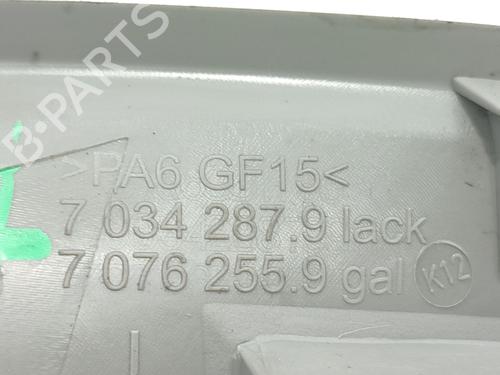 B-PARTS
>PA6 GF15<
7 034 287.9 lack
7 076 255.9 gal
K12